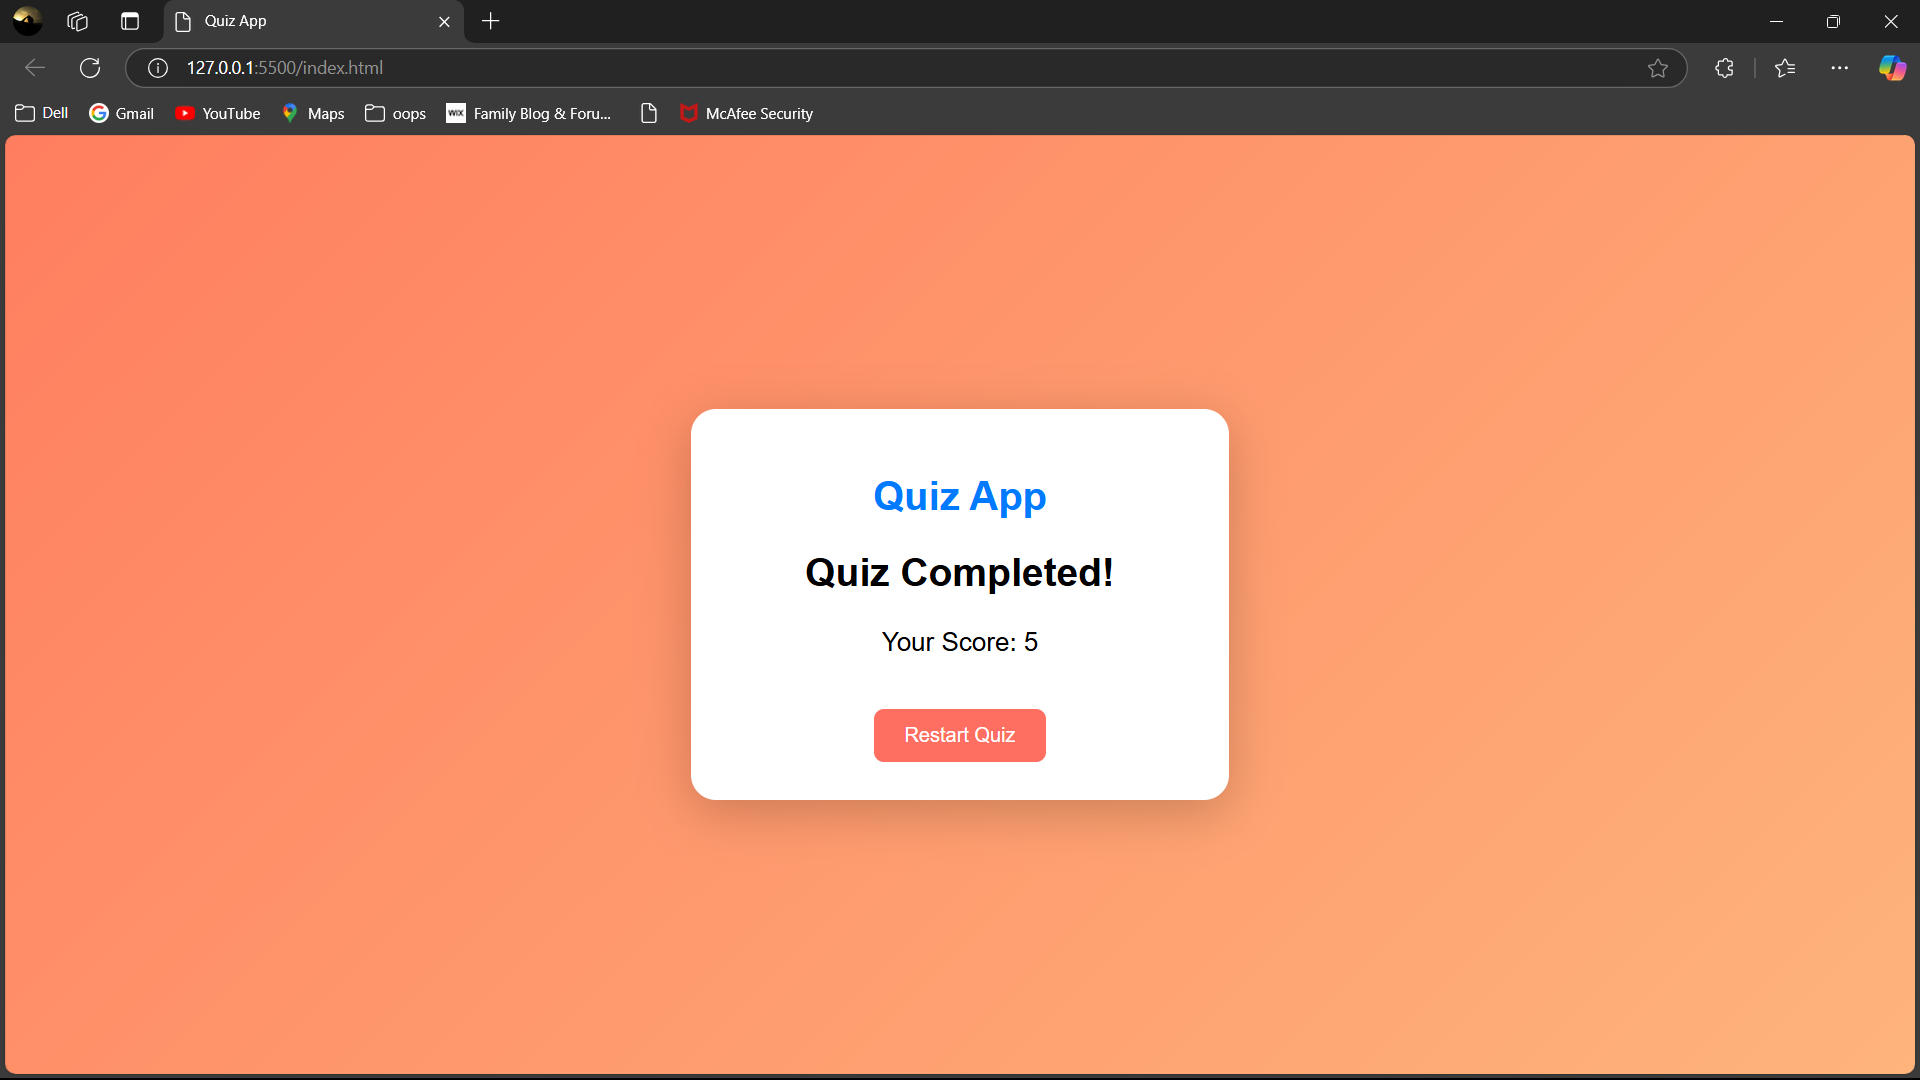 Quiz App
127.0.0.1:5500/index.html
Dell Gmail YouTube Maps oops WIX Family Blog & Foru... McAfee Security
Quiz App
Quiz Completed!
Your Score: 5
Restart Quiz